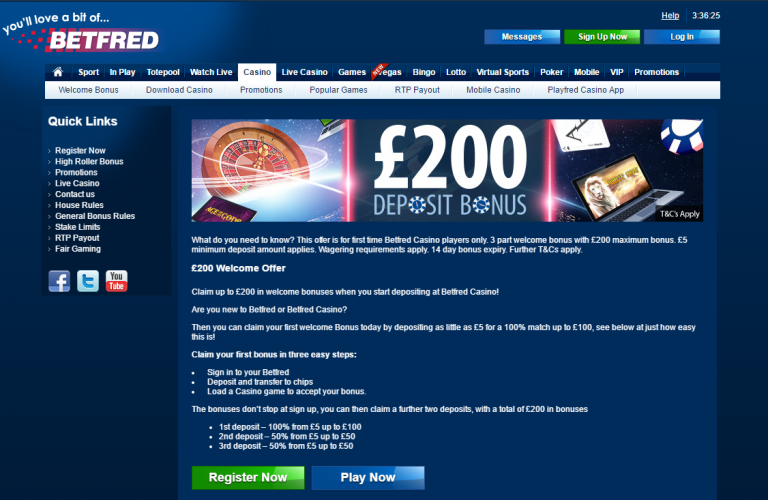 you'll love a bit of...
BETFRED
Help 3:36:25
Messages Sign Up Now Log In
Sport In Play Totepool Watch Live Casino Live Casino Games Vegas Bingo Lotto Virtual Sports Poker Mobile VIP Promotions
NEW
Welcome Bonus Download Casino Promotions Popular Games RTP Payout Mobile Casino Playfred Casino App
Quick Links
› Register Now
› High Roller Bonus
› Promotions
› Live Casino
› Contact us
› House Rules
› General Bonus Rules
› Stake Limits
› RTP Payout
› Fair Gaming
You
Tube
£200
DEPOSIT BONUS
AGE OF THE GODS
T&C's Apply
What do you need to know? This offer is for first time Betfred Casino players only. 3 part welcome bonus with £200 maximum bonus. £5
minimum deposit amount applies. Wagering requirements apply. 14 day bonus expiry. Further T&Cs apply.
£200 Welcome Offer
Claim up to £200 in welcome bonuses when you start depositing at Betfred Casino!
Are you new to Betfred or Betfred Casino?
Then you can claim your first welcome Bonus today by depositing as little as £5 for a 100% match up to £100, see below at just how easy
this is!
Claim your first bonus in three easy steps:
• Sign in to your Betfred
• Deposit and transfer to chips
• Load a Casino game to accept your bonus.
The bonuses don't stop at sign up, you can then claim a further two deposits, with a total of £200 in bonuses
• 1st deposit – 100% from £5 up to £100
• 2nd deposit – 50% from £5 up to £50
• 3rd deposit – 50% from £5 up to £50
Register Now Play Now